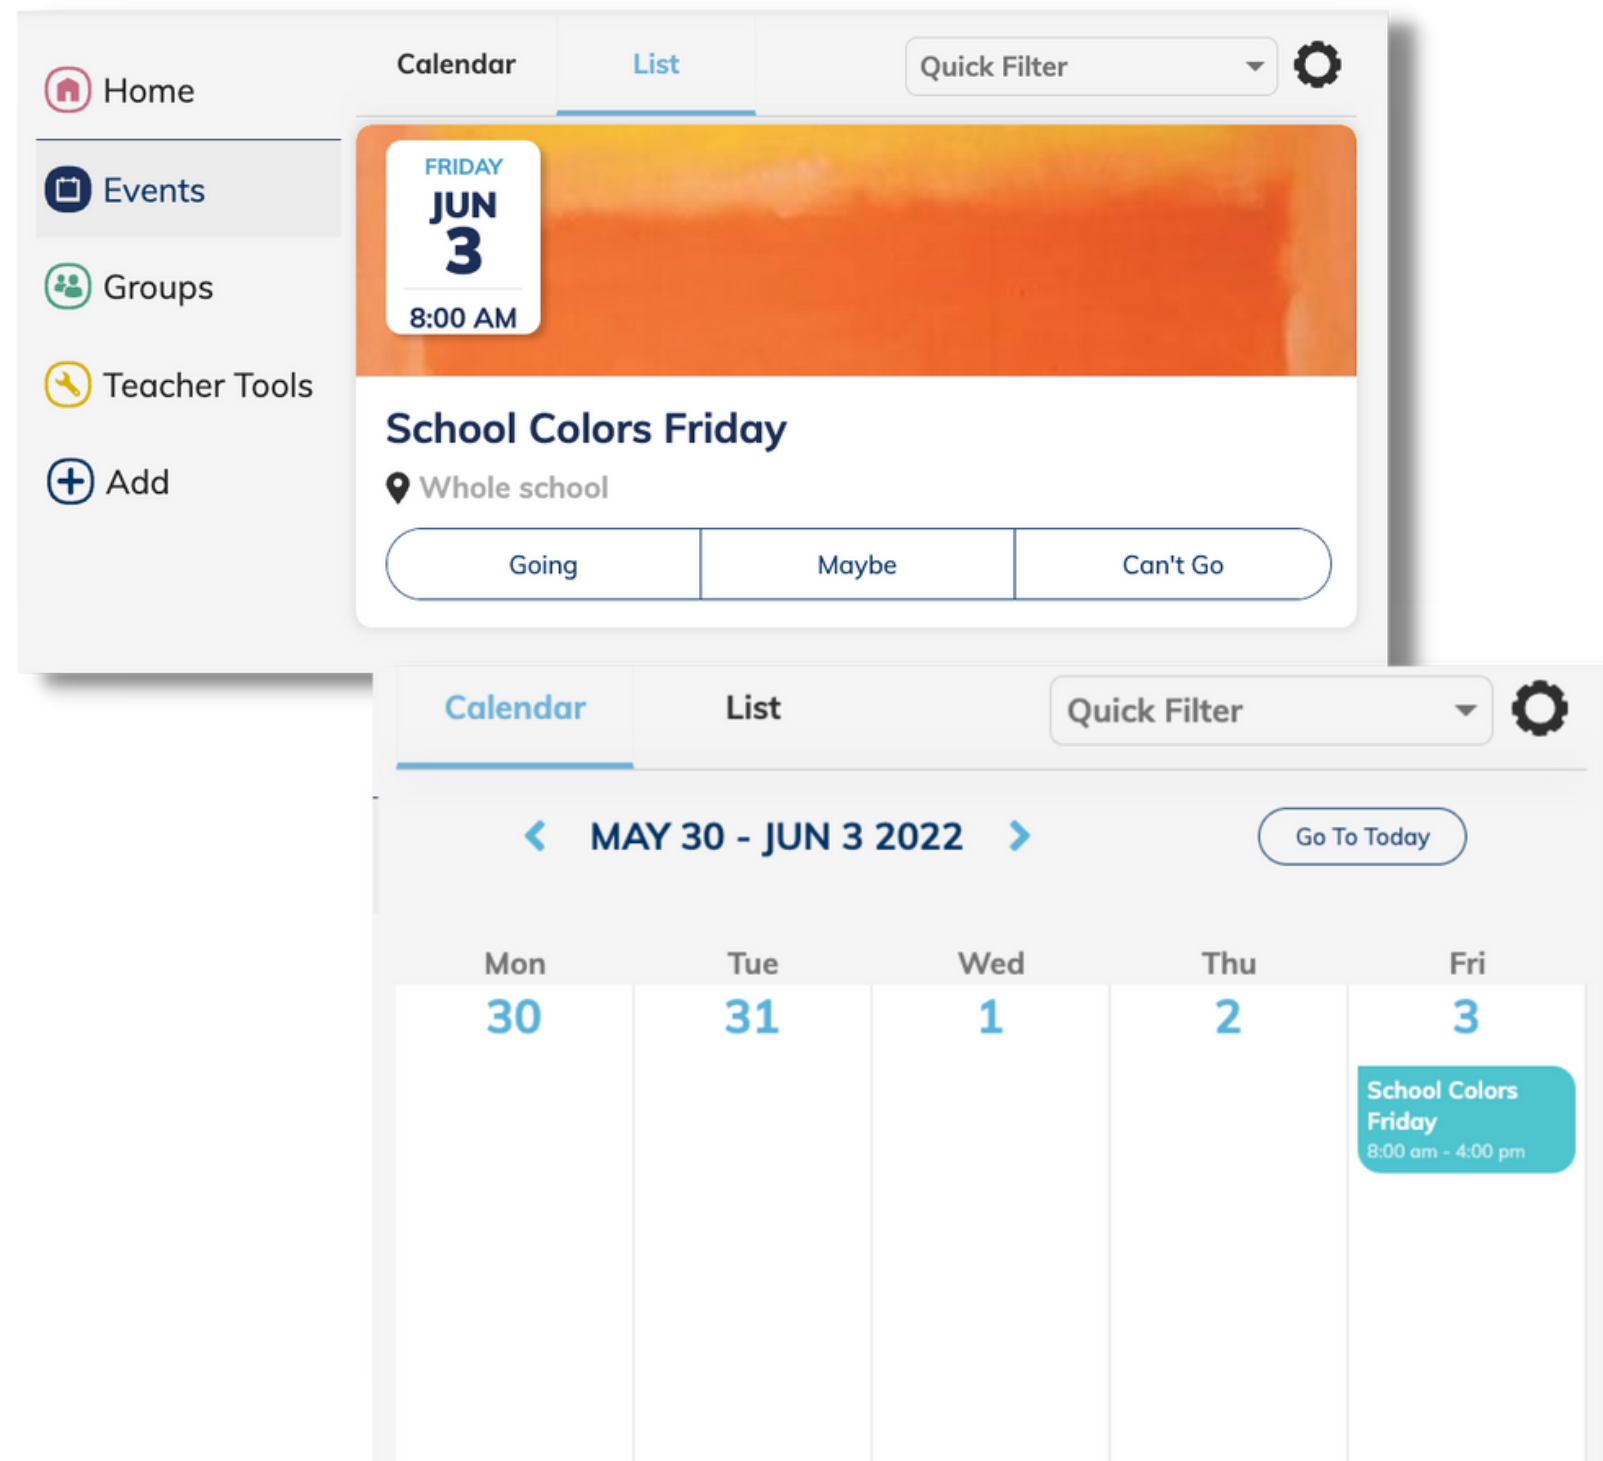 Home
Events
Groups
Teacher Tools
Add
Calendar
List
Quick Filter
FRIDAY
JUN
3
8:00 AM
School Colors Friday
Whole school
Going
Maybe
Can't Go
Calendar
List
Quick Filter
MAY 30 - JUN 3 2022
Go To Today
Mon
Tue
Wed
Thu
Fri
30
31
1
2
3
School Colors
Friday
8:00 am - 4:00 pm